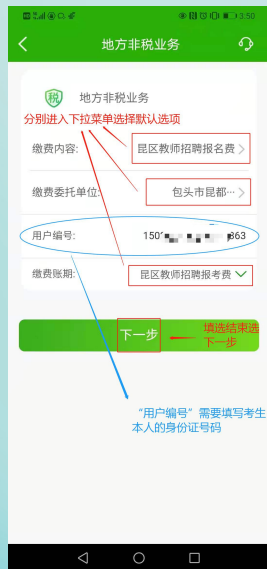 3:50
地方非税业务
税 地方非税业务
分别进入下拉菜单选择默认选项
缴费内容: 昆区教师招聘报名费
缴费委托单位: 包头市昆都…
用户编号: 150 663
缴费账期: 昆区教师招聘报考费
下一步
填选结束选
下一步
“用户编号”需要填写考生
本人的身份证号码